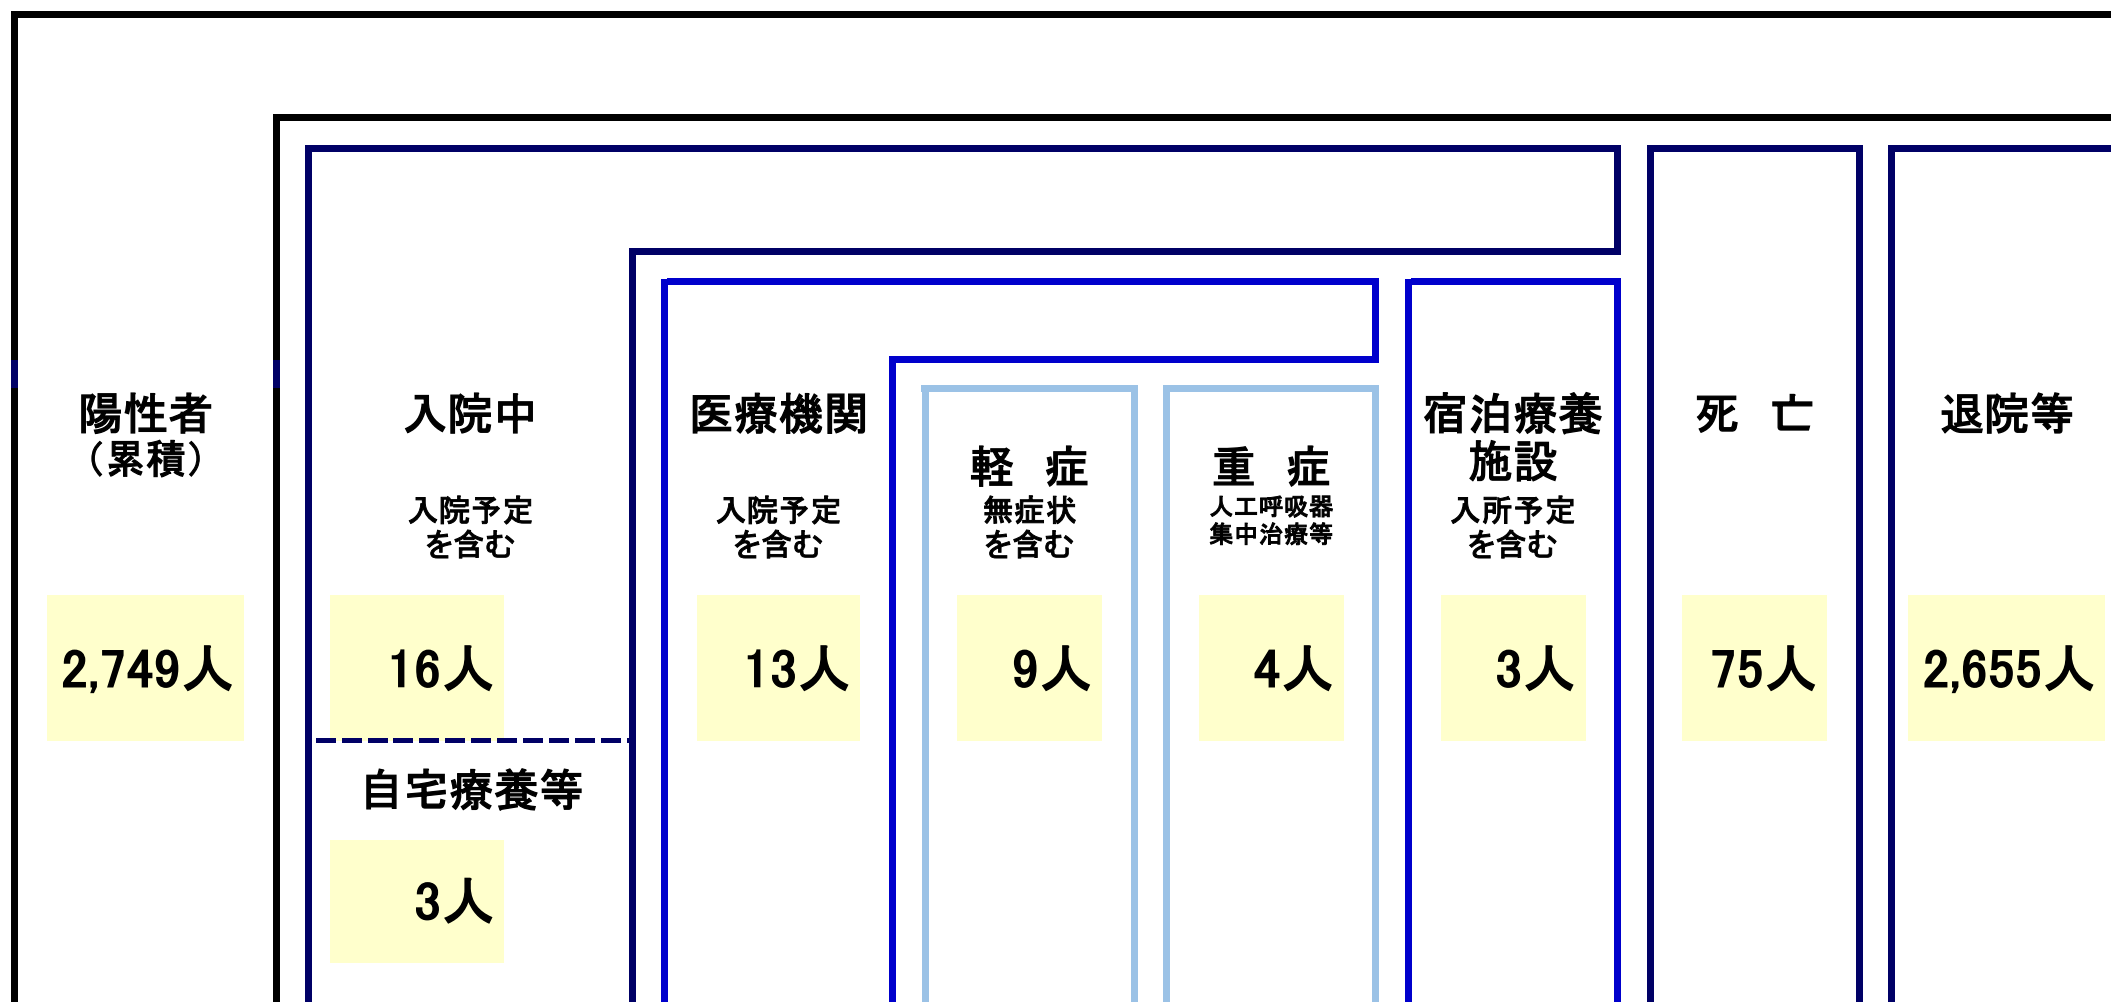 陽性者
（累積）
2,749人
入院中
入院予定
を含む
16人
自宅療養等
3人
医療機関
入院予定
を含む
13人
軽　症
無症状
を含む
9人
重　症
人工呼吸器
集中治療等
4人
宿泊療養
施設
入所予定
を含む
3人
死　亡
75人
退院等
2,655人